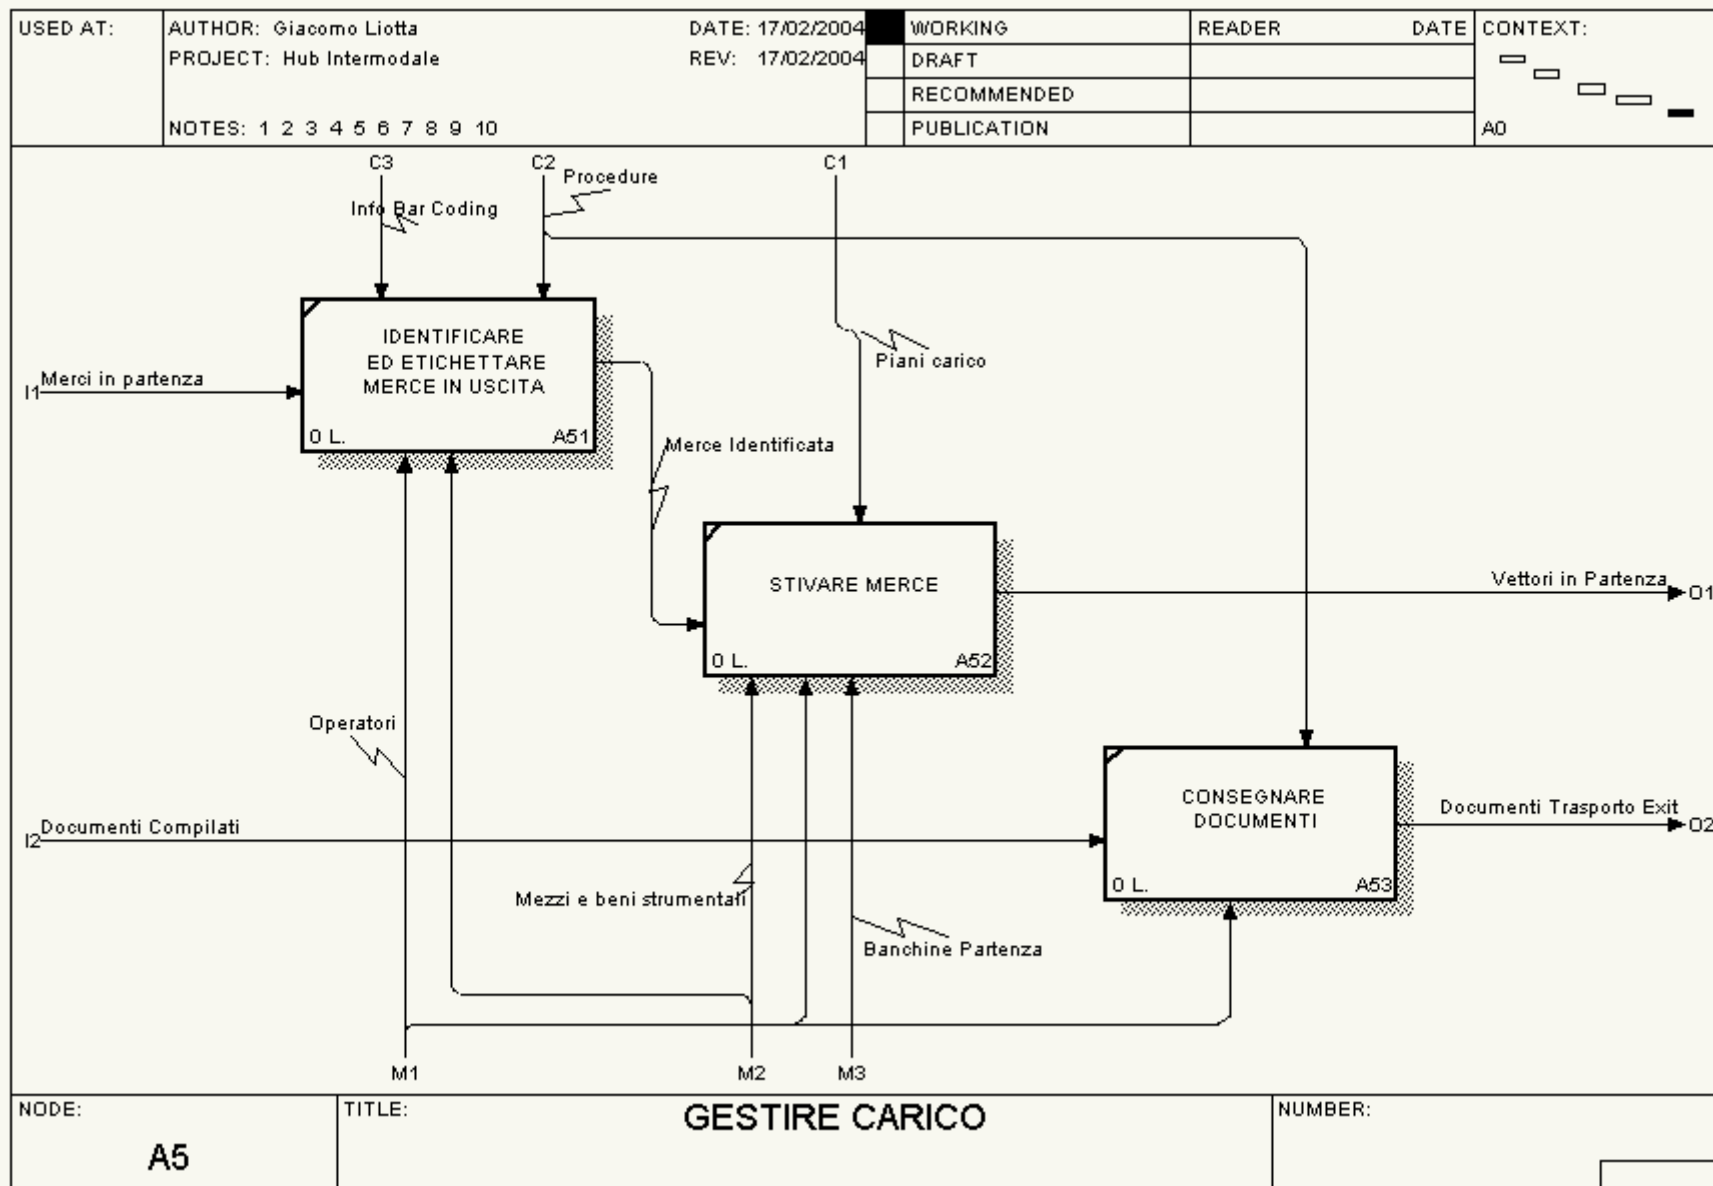 USED AT:
AUTHOR: Giacomo Liotta
DATE: 17/02/2004
PROJECT: Hub Intermodale
REV: 17/02/2004
NOTES: 1 2 3 4 5 6 7 8 9 10
WORKING
DRAFT
RECOMMENDED
PUBLICATION
READER
DATE
CONTEXT:
A0
C3
C2
C1
Procedure
Info Bar Coding
IDENTIFICARE
ED ETICHETTARE
MERCE IN USCITA
0 L.
A51
Piani carico
I1
Merci in partenza
Merce Identificata
STIVARE MERCE
0 L.
A52
Vettori in Partenza
O1
Operatori
CONSEGNARE
DOCUMENTI
0 L.
A53
Documenti Trasporto Exit
O2
I2
Documenti Compilati
Mezzi e beni strumentali
Banchine Partenza
M1
M2
M3
NODE:
A5
TITLE:
GESTIRE CARICO
NUMBER: